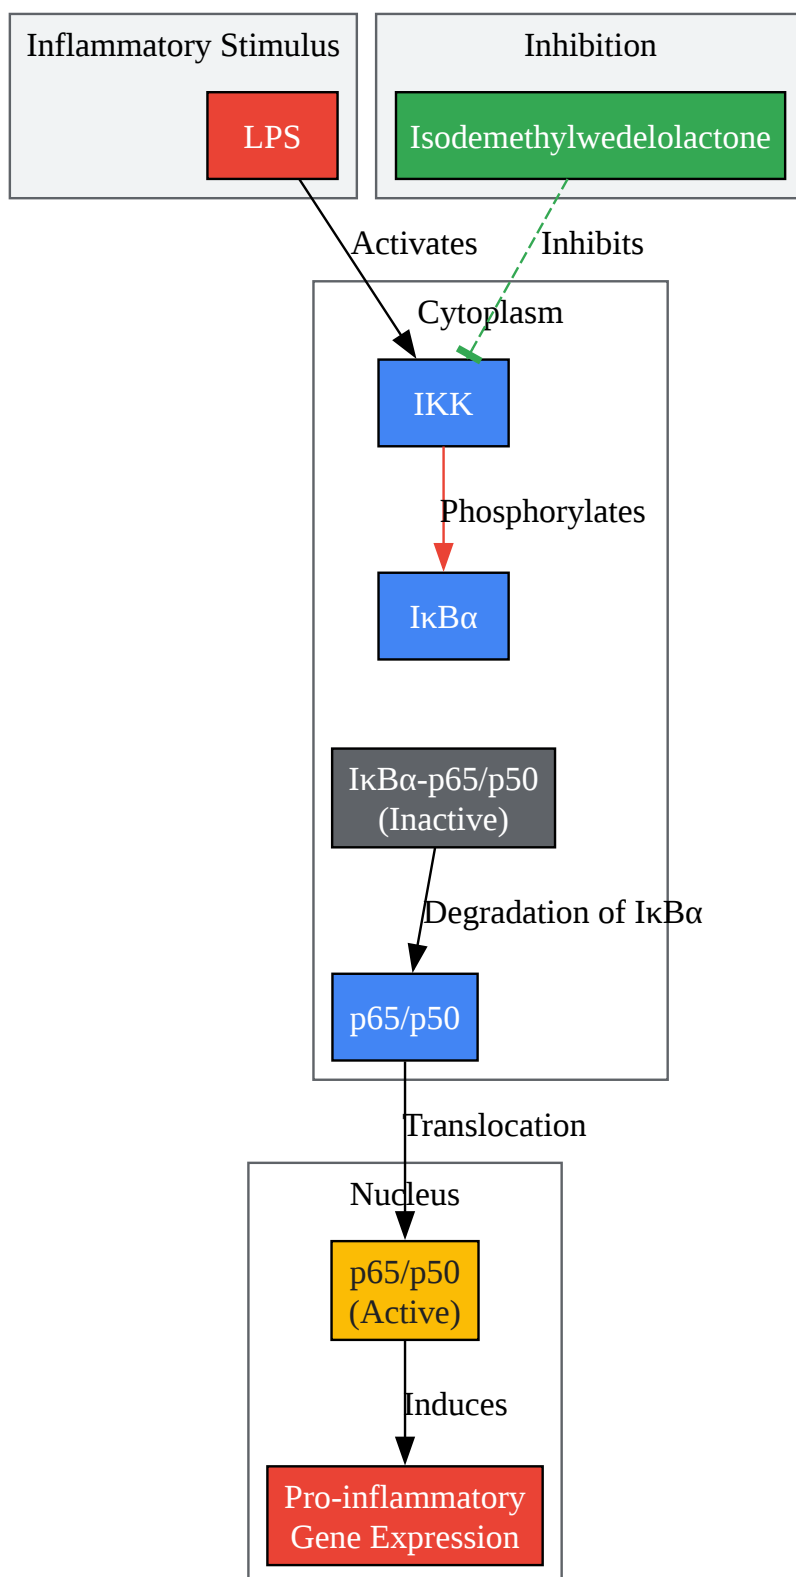 Inflammatory Stimulus
Inhibition
LPS
Isodemethylwedelolactone
Activates
Inhibits
Cytoplasm
IKK
Phosphorylates
IκBα
IκBα-p65/p50
(Inactive)
Degradation of IκBα
p65/p50
Translocation
Nucleus
p65/p50
(Active)
Induces
Pro-inflammatory
Gene Expression